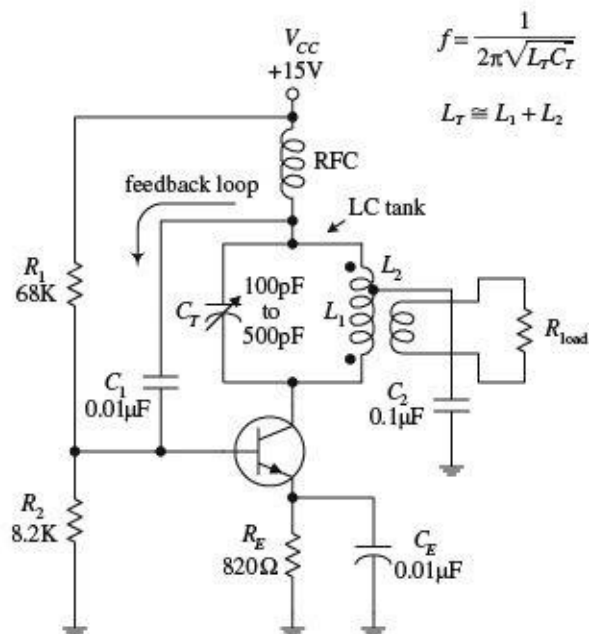 V_CC
+15V
f = 1 / 2π√L_T C_T
L_T ≅ L_1 + L_2
RFC
feedback loop
LC tank
R_1
68K
C_T
100pF
to
500pF
L_1
L_2
R_load
C_1
0.01μF
C_2
0.1μF
R_2
8.2K
R_E
820Ω
C_E
0.01μF